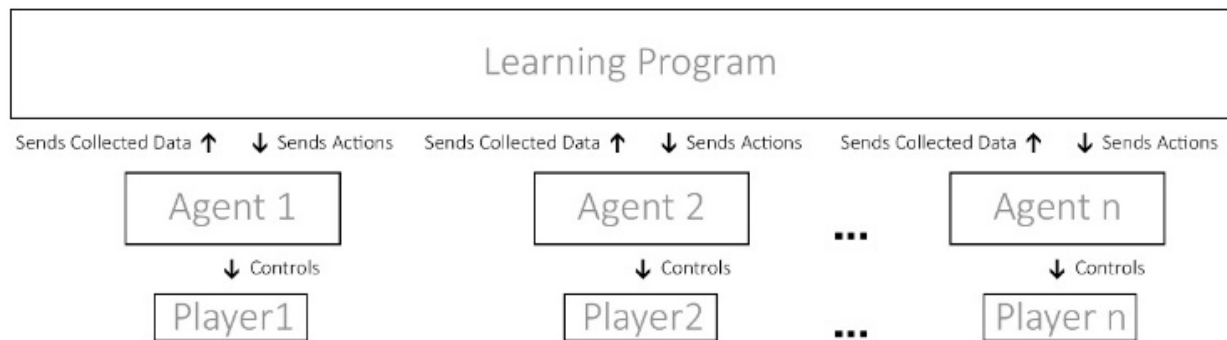 Learning Program
Sends Collected Data ↑ ↓ Sends Actions Sends Collected Data ↑ ↓ Sends Actions Sends Collected Data ↑ ↓ Sends Actions
Agent 1 Agent 2 ... Agent n
↓ Controls ↓ Controls ↓ Controls
Player1 Player2 ... Player n